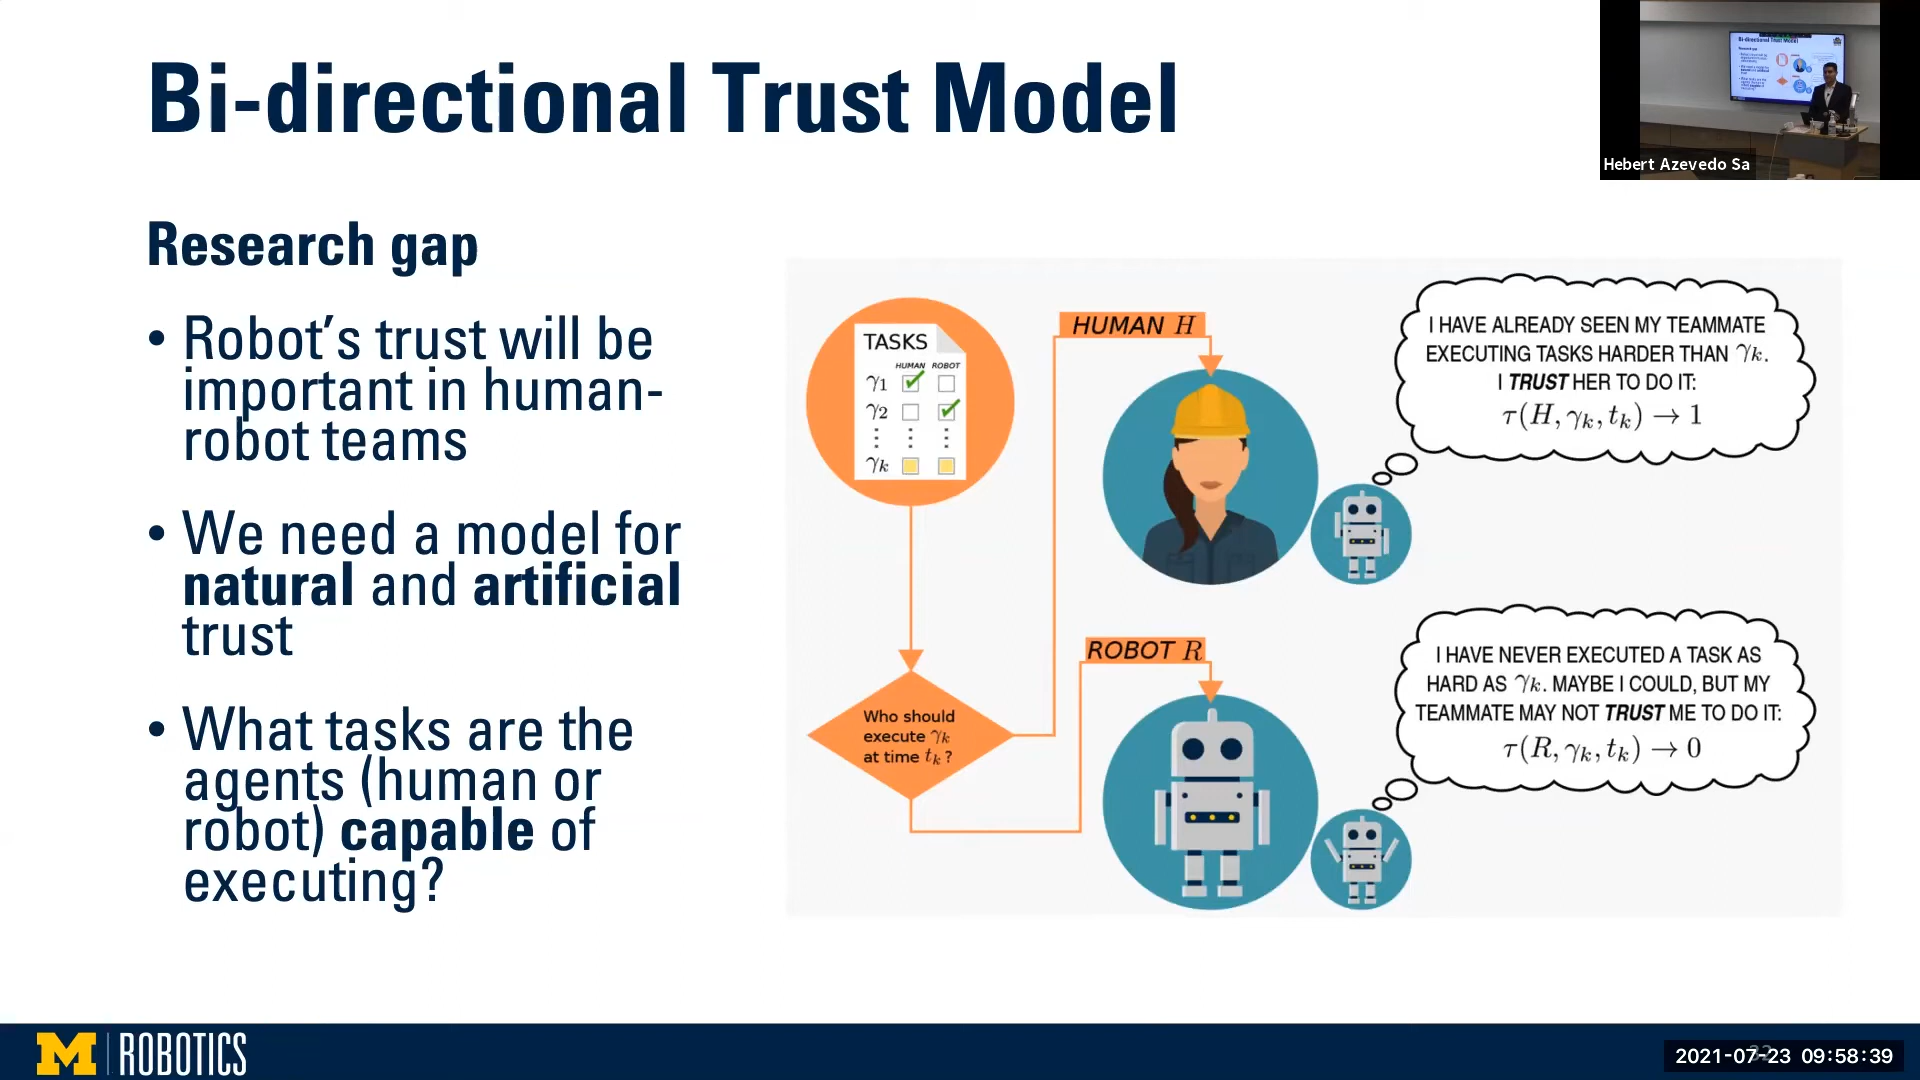 Bi-directional Trust Model
Hebert Azevedo Sa
Research gap
• Robot's trust will be
important in human-
robot teams
• We need a model for
natural and artificial
trust
• What tasks are the
agents (human or
robot) capable of
executing?
TASKS
HUMAN ROBOT
γ1
γ2
γk
Who should
execute γk
at time tk?
HUMAN H
I HAVE ALREADY SEEN MY TEAMMATE
EXECUTING TASKS HARDER THAN γk.
I TRUST HER TO DO IT:
τ(H, γk, tk) → 1
ROBOT R
I HAVE NEVER EXECUTED A TASK AS
HARD AS γk. MAYBE I COULD, BUT MY
TEAMMATE MAY NOT TRUST ME TO DO IT:
τ(R, γk, tk) → 0
M ROBOTICS
2021-07-23 09:58:39